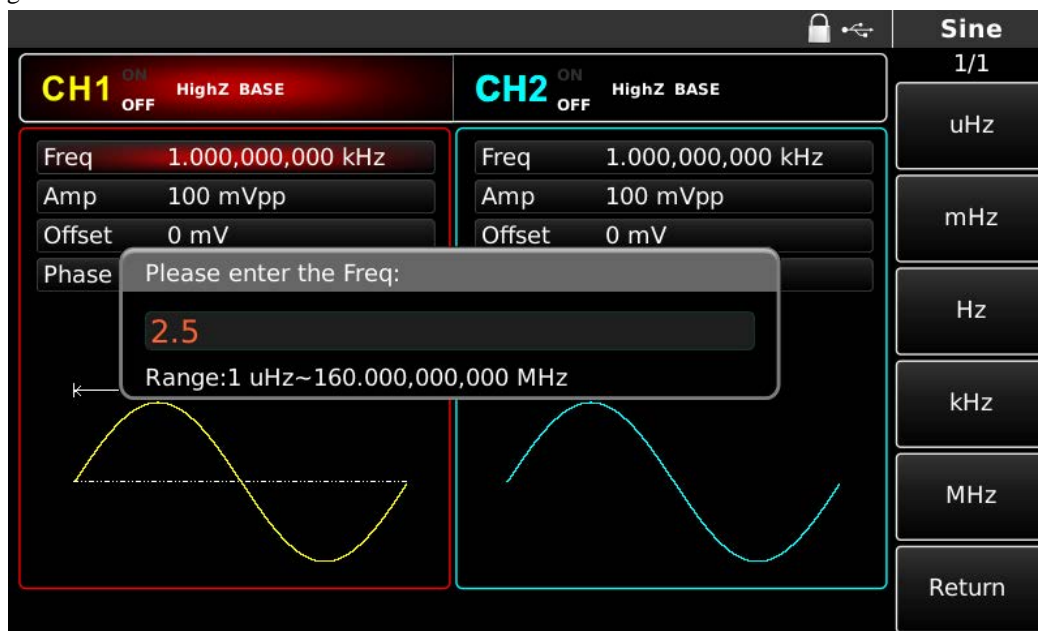 Sine
1/1
CH1 ON OFF HighZ BASE
CH2 ON OFF HighZ BASE
Freq 1.000,000,000 kHz
Amp 100 mVpp
Offset 0 mV
Phase
Freq 1.000,000,000 kHz
Amp 100 mVpp
Offset 0 mV
Please enter the Freq:
2.5
Range:1 uHz~160.000,000,000 MHz
uHz
mHz
Hz
kHz
MHz
Return